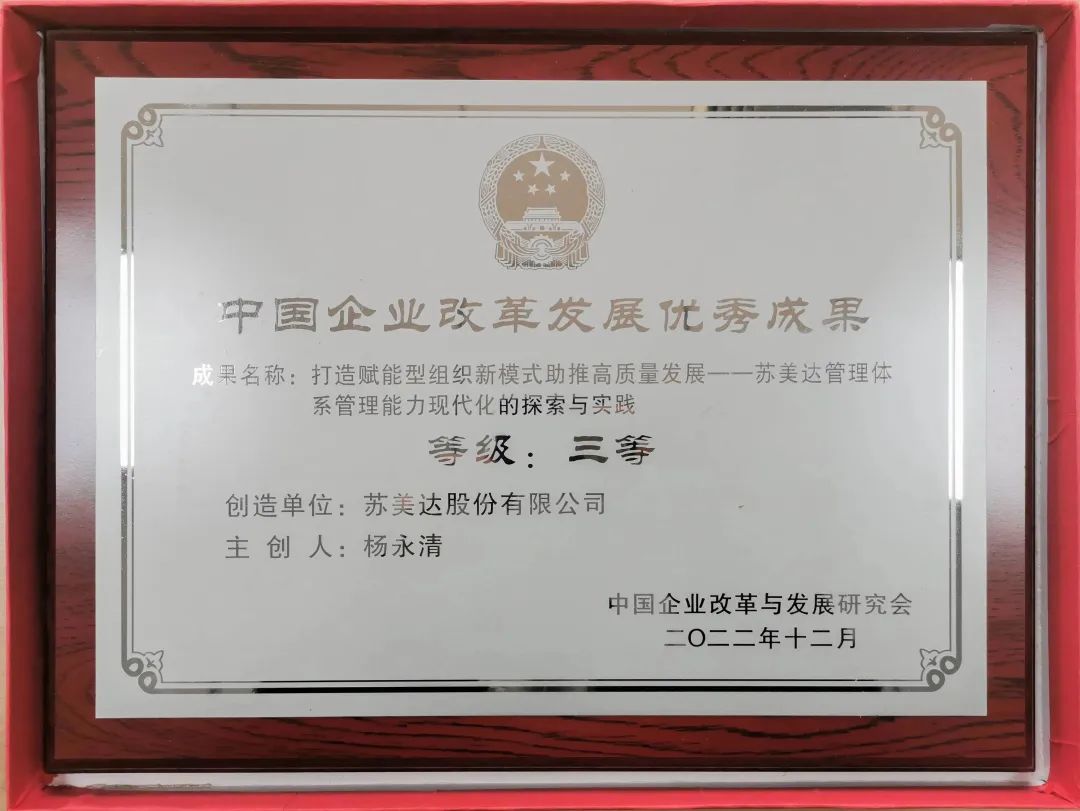 中国企业改革发展优秀成果
成果名称：打造赋能型组织新模式助推高质量发展——苏美达管理体
系管理能力现代化的探索与实践
等级：三等
创造单位：苏美达股份有限公司
主 创 人：杨永清
中国企业改革与发展研究会
二〇二二年十二月